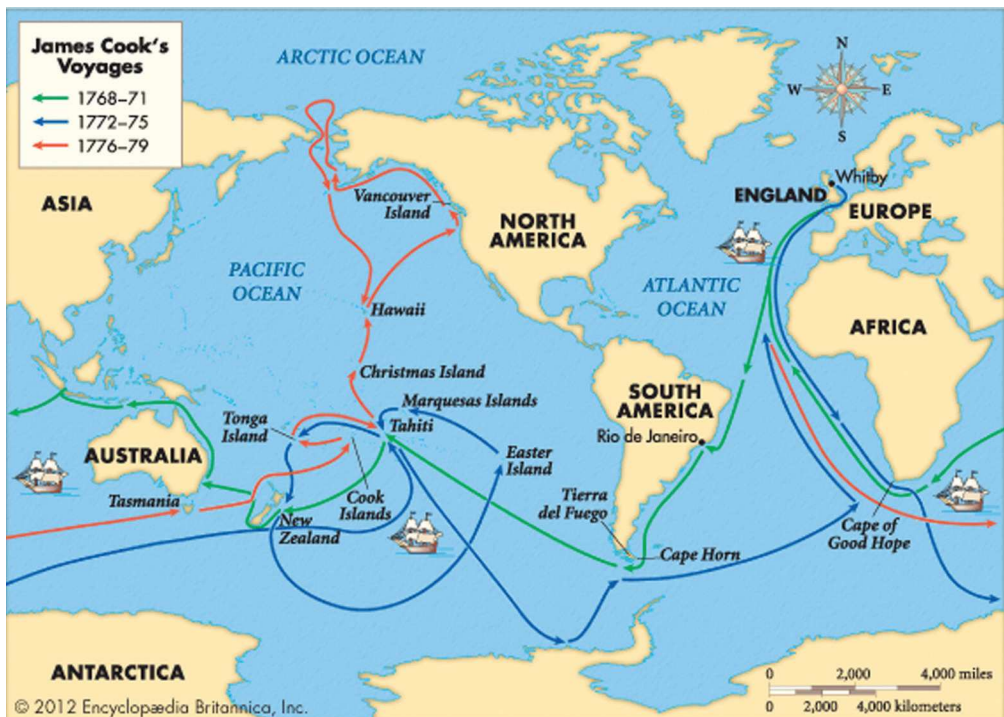 James Cook's
Voyages
1768–71
1772–75
1776–79
ARCTIC OCEAN
N
W
E
S
ASIA
Vancouver
Island
NORTH
AMERICA
ENGLAND
Whitby
EUROPE
PACIFIC
OCEAN
ATLANTIC
OCEAN
Hawaii
AFRICA
Christmas Island
Marquesas Islands
SOUTH
AMERICA
Tonga
Island
Tahiti
Rio de Janeiro
AUSTRALIA
Easter
Island
Tasmania
Cook
Islands
Tierra
del Fuego
New
Zealand
Cape Horn
Cape of
Good Hope
ANTARCTICA
0 2,000 4,000 miles
0 2,000 4,000 kilometers
© 2012 Encyclopædia Britannica, Inc.